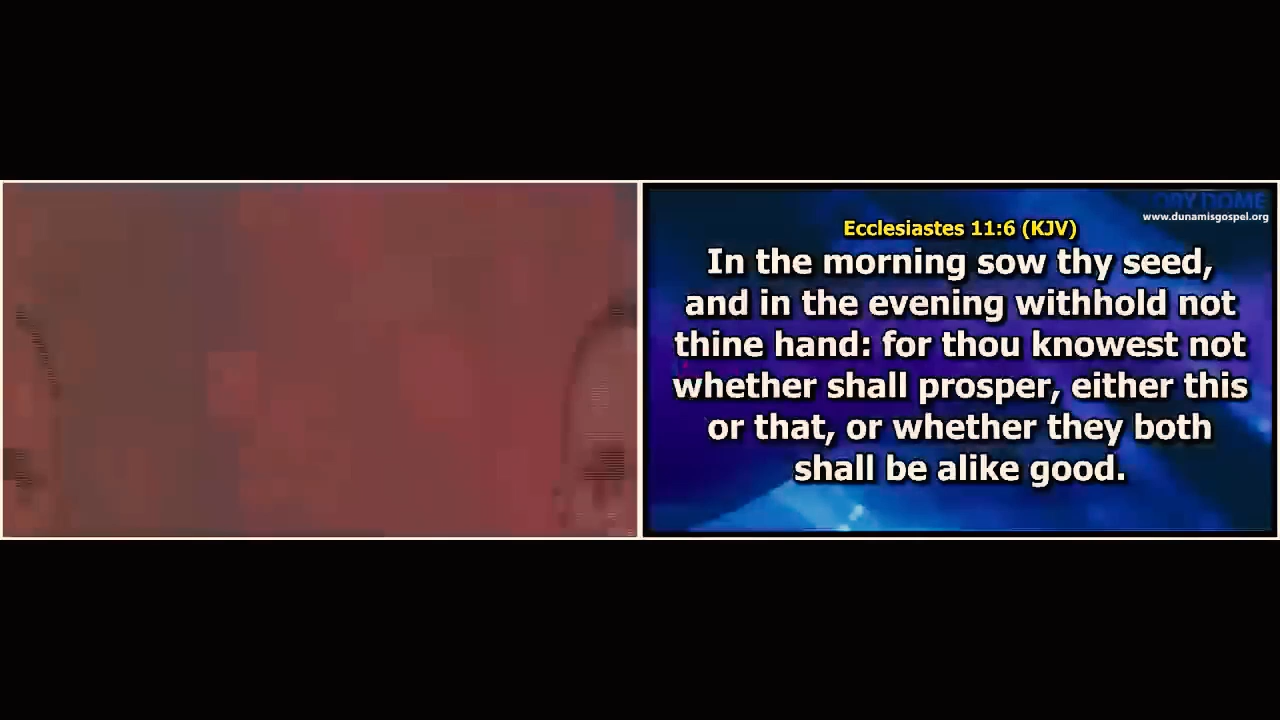 DOME
www.dunamisgospel.org
Ecclesiastes 11:6 (KJV)
In the morning sow thy seed,
and in the evening withhold not
thine hand: for thou knowest not
whether shall prosper, either this
or that, or whether they both
shall be alike good.